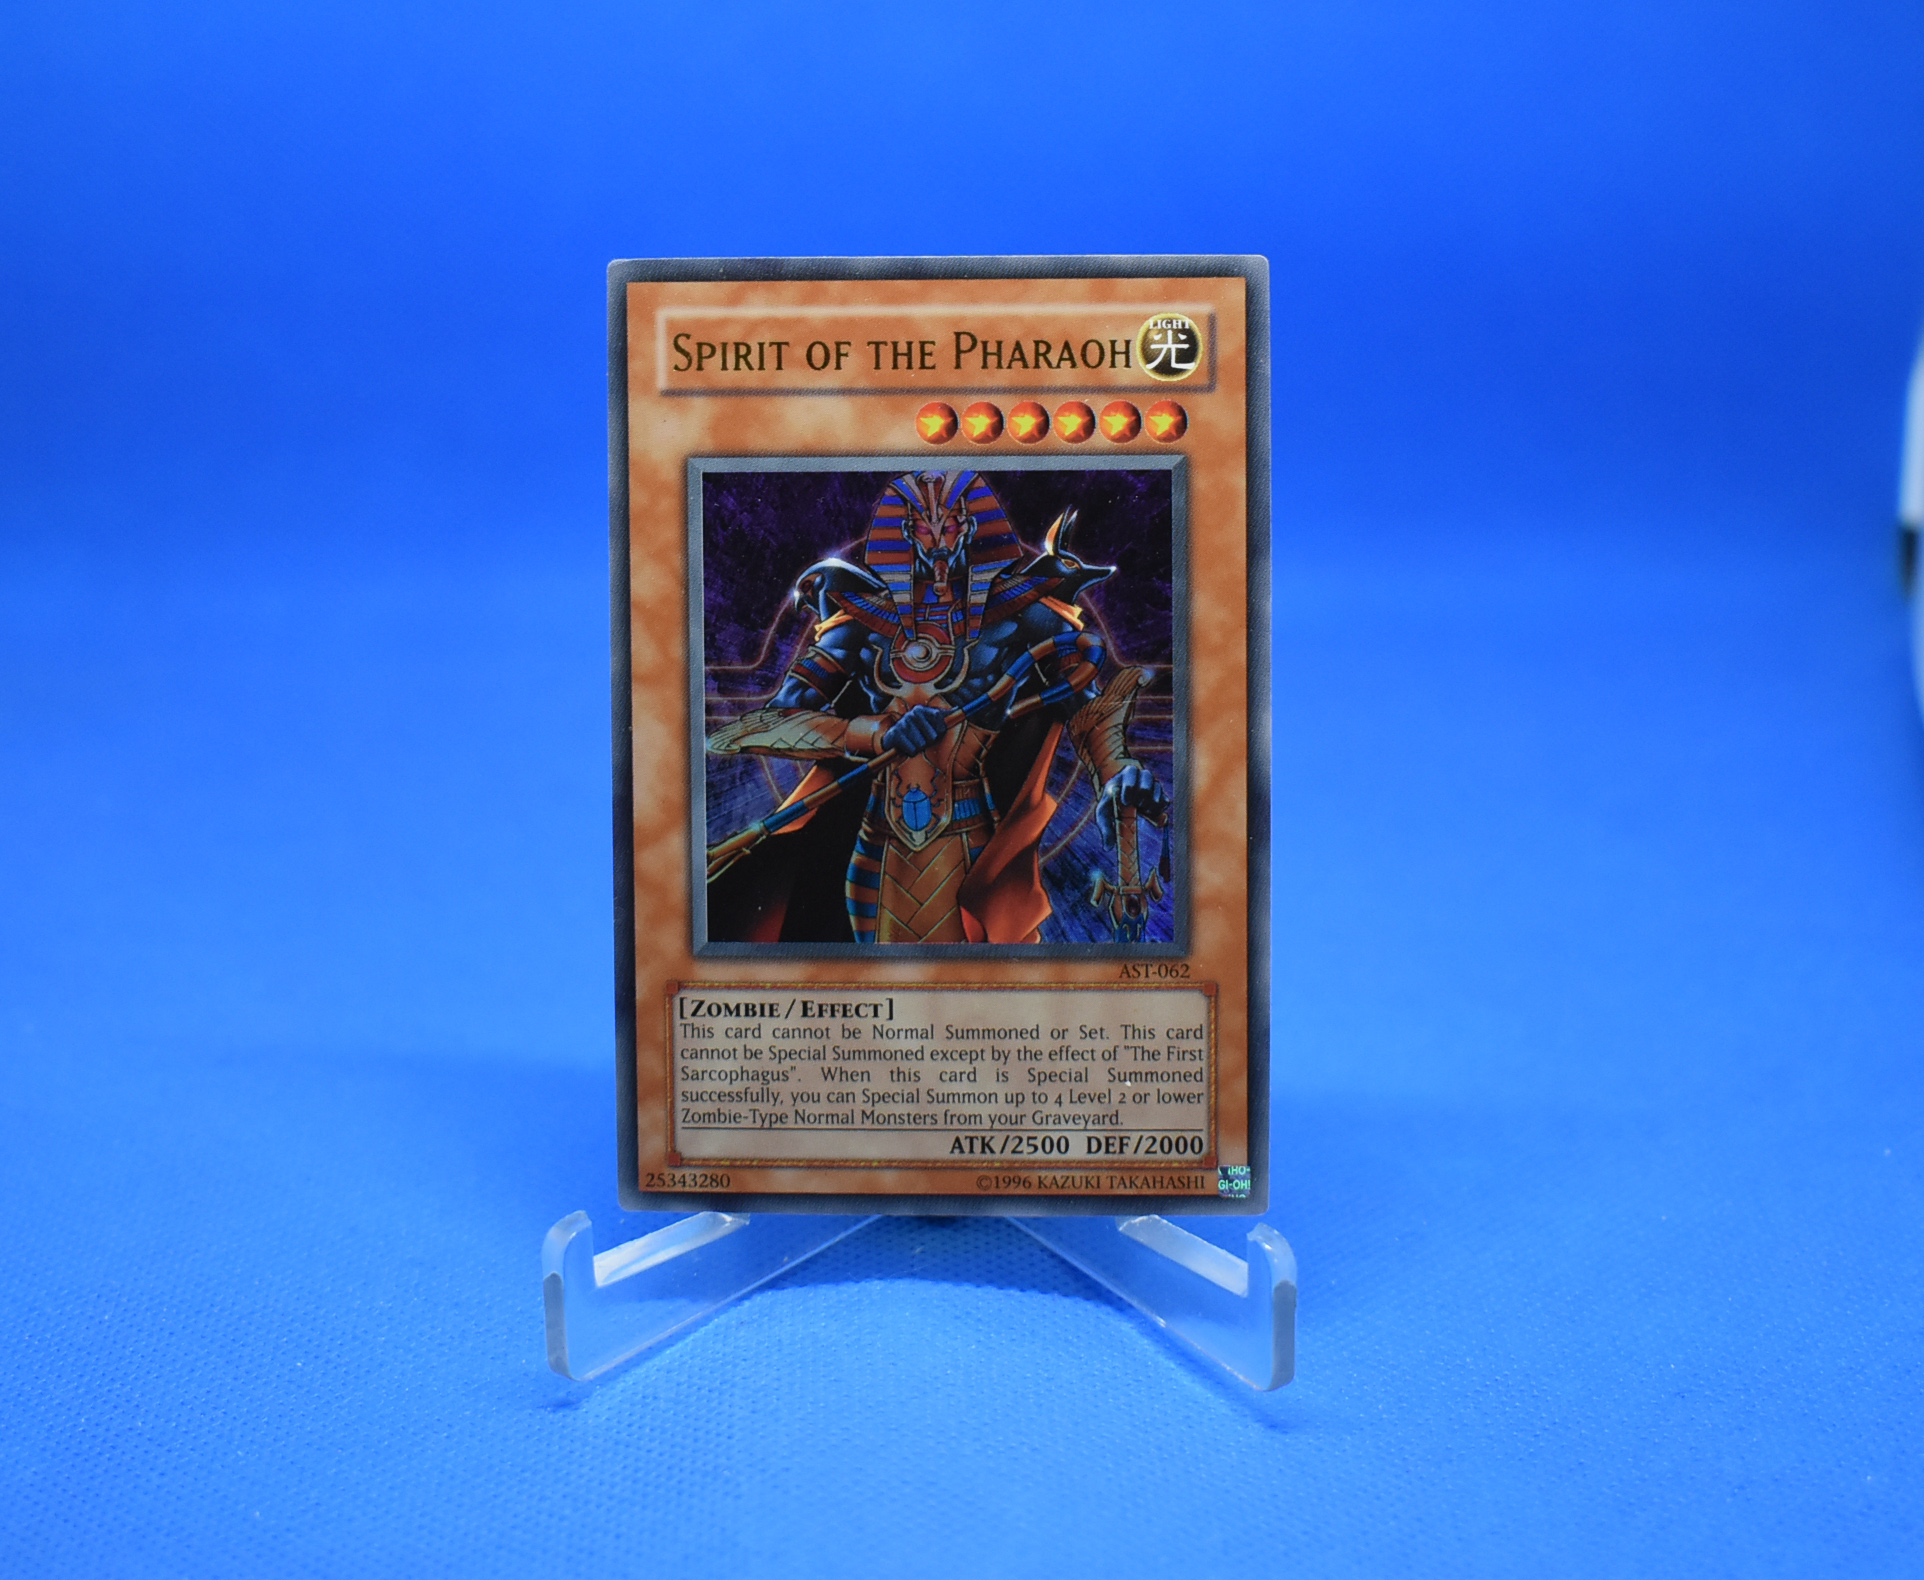 SPIRIT OF THE PHARAOH
LIGHT
光
AST-062
[ZOMBIE/EFFECT]
This card cannot be Normal Summoned or Set. This card
cannot be Special Summoned except by the effect of "The First
Sarcophagus". When this card is Special Summoned
successfully, you can Special Summon up to 4 Level 2 or lower
Zombie-Type Normal Monsters from your Graveyard.
ATK/2500 DEF/2000
25343280
©1996 KAZUKI TAKAHASHI
GI-OH!